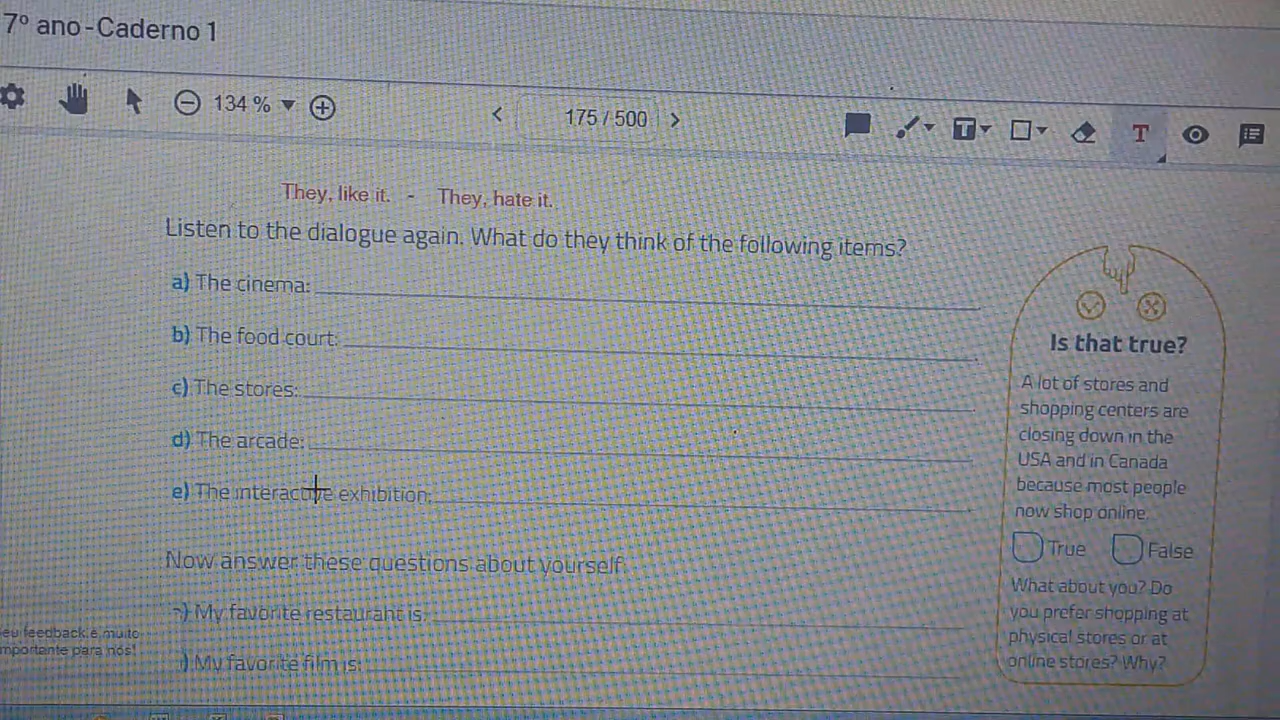 7º ano - Caderno 1
134 %
175 / 500
T
T
They, like it. - They, hate it.
Listen to the dialogue again. What do they think of the following items?
a) The cinema:
b) The food court:
c) The stores:
d) The arcade:
e) The interactive exhibition:
Now answer these questions about yourself.
My favorite restaurant is:
My favorite film is:
eu feedback é muito
mportante para nós!
Is that true?
A lot of stores and
shopping centers are
closing down in the
USA and in Canada
because most people
now shop online.
True False
What about you? Do
you prefer shopping at
physical stores or at
online stores? Why?